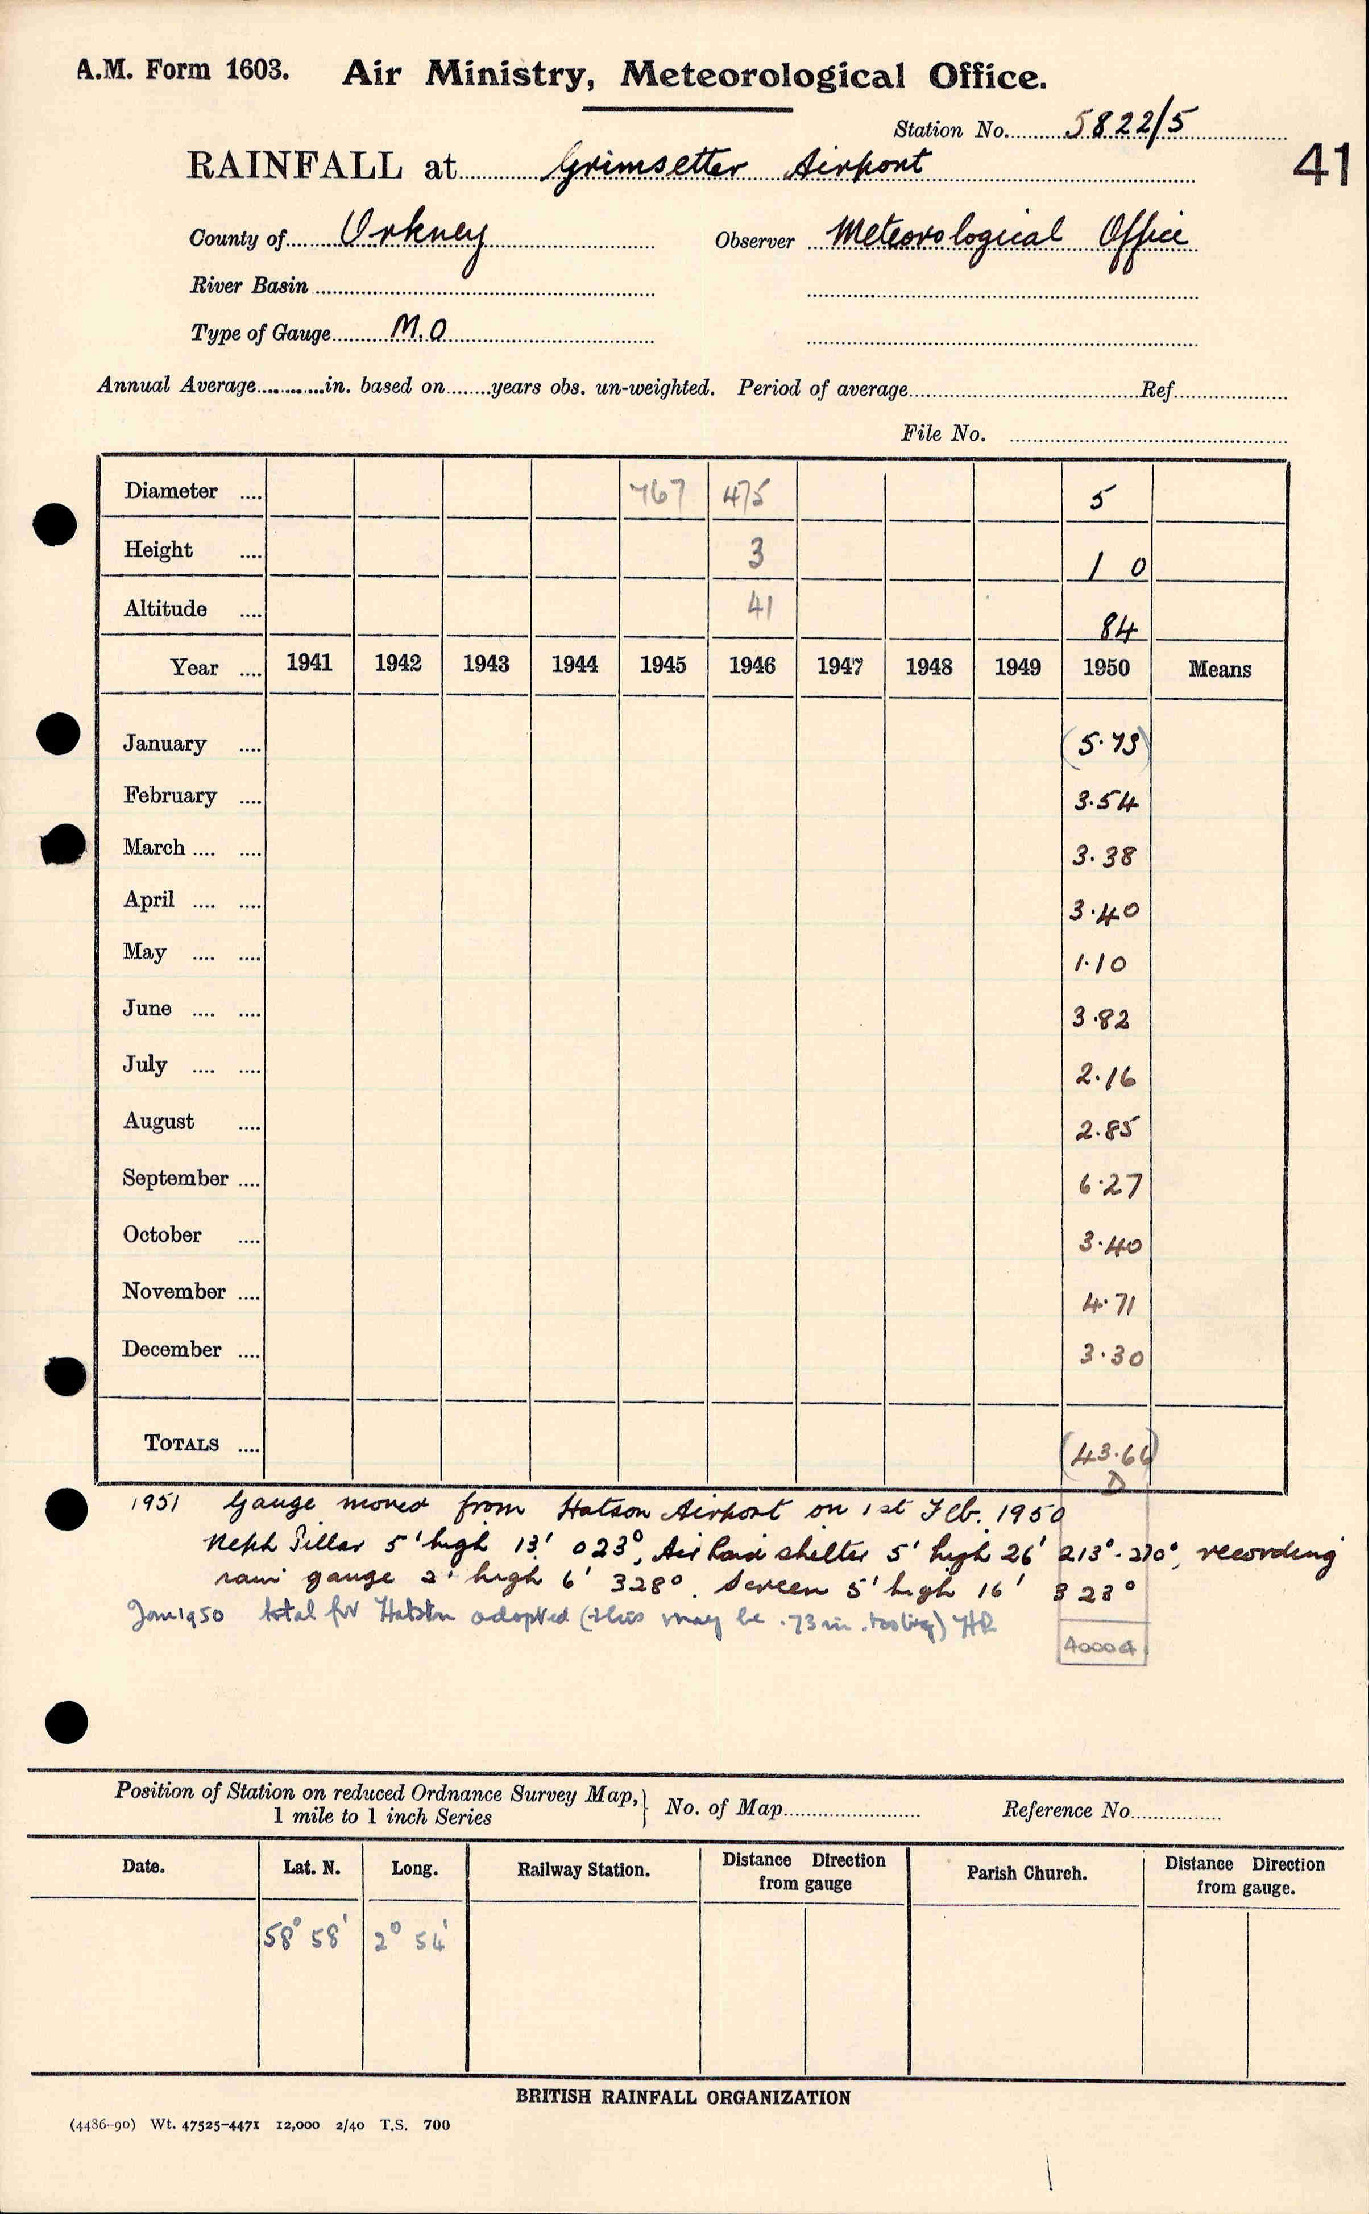 A.M. Form 1603. Air Ministry, Meteorological Office.
Station No. 5822/5
41
RAINFALL at Grimsetter Airport
County of Orkney Observer Meteorological Office
River Basin
Type of Gauge M.O
Annual Average in. based on years obs. un-weighted. Period of average Ref.
File No.
Diameter 767 475 5
Height 3 1 0
Altitude 41 84
Year 1941 1942 1943 1944 1945 1946 1947 1948 1949 1950 Means
January (5.73)
February 3.54
March 3.38
April 3.40
May 1.10
June 3.82
July 2.16
August 2.85
September 6.27
October 3.40
November 4.71
December 3.30
TOTALS (43.66)
D
1951 Gauge moved from Hatson Airport on 1st Feb. 1950
Neph Pillar 5' high 13' 023°, Air Raid shelter 5' high 26' 213°-270°, recording
rain gauge 2' high 6' 328°. Screen 5' high 16' 323°
Jan 1950 total for Hatston adopted (this may be .73 in. too big) HR
40004
Position of Station on reduced Ordnance Survey Map, 1 mile to 1 inch Series No. of Map Reference No.
Date. Lat. N. Long. Railway Station. Distance Direction from gauge Parish Church. Distance Direction from gauge.
58° 58' 2° 54'
BRITISH RAINFALL ORGANIZATION
(4486-90) Wt. 47525-4471 12,000 2/40 T.S. 700